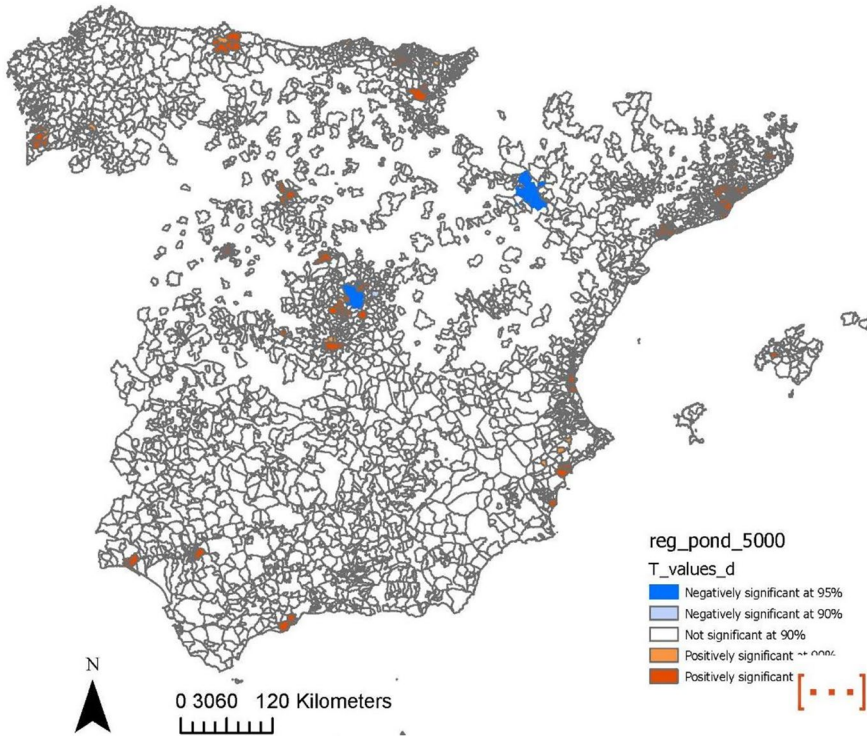 reg_pond_5000
T_values_d
Negatively significant at 95%
Negatively significant at 90%
Not significant at 90%
Positively significant
Positively significant
[...]
N
0 3060 120 Kilometers